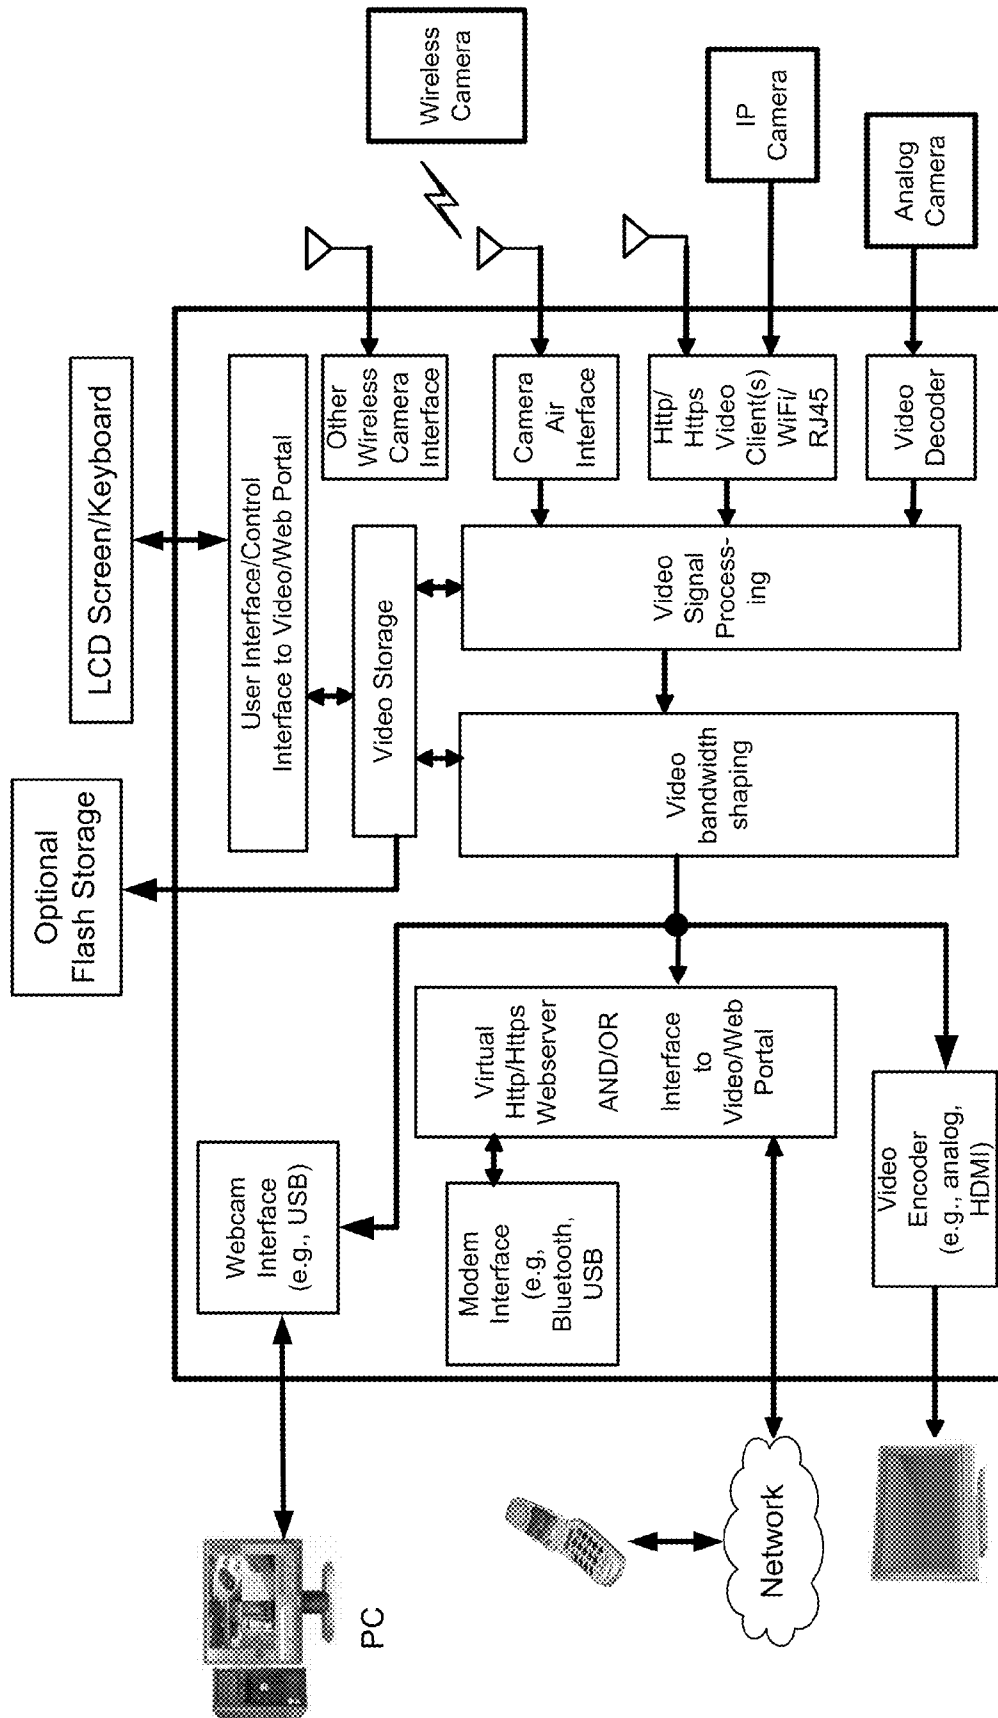 Optional
Flash Storage
LCD Screen/Keyboard
User Interface/Control
Interface to Video/Web Portal
Video Storage
Other
Wireless
Camera
Interface
Wireless
Camera
Webcam
Interface
(e.g., USB)
PC
Modem
Interface
(e.g,
Bluetooth,
USB
Virtual
Http/Https
Webserver
AND/OR
Interface
to
Video/Web
Portal
Video
bandwidth
shaping
Video
Signal
Process-
ing
Camera
Air
Interface
Http/
Https
Video
Client(s)
WiFi/
RJ45
IP
Camera
Network
Video
Encoder
(e.g., analog,
HDMI)
Video
Decoder
Analog
Camera